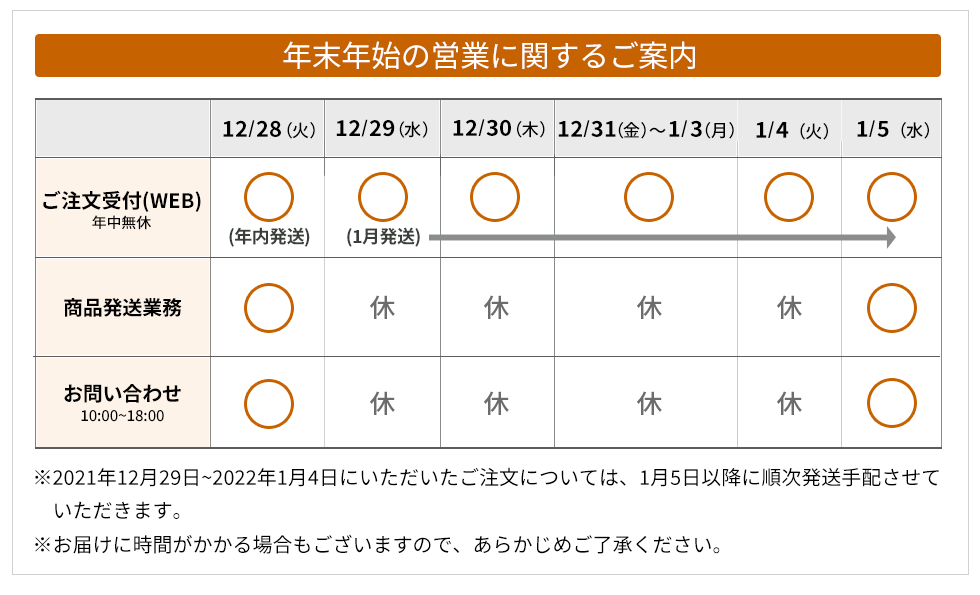 年末年始の営業に関するご案内
12/28（火） 12/29（水） 12/30（木） 12/31（金）～1/3（月） 1/4（火） 1/5（水）
ご注文受付(WEB)
年中無休
(年内発送) (1月発送)
商品発送業務 休 休 休 休
お問い合わせ 休 休 休 休
10:00~18:00
※2021年12月29日~2022年1月4日にいただいたご注文については、1月5日以降に順次発送手配させて
いただきます。
※お届けに時間がかかる場合もございますので、あらかじめご了承ください。